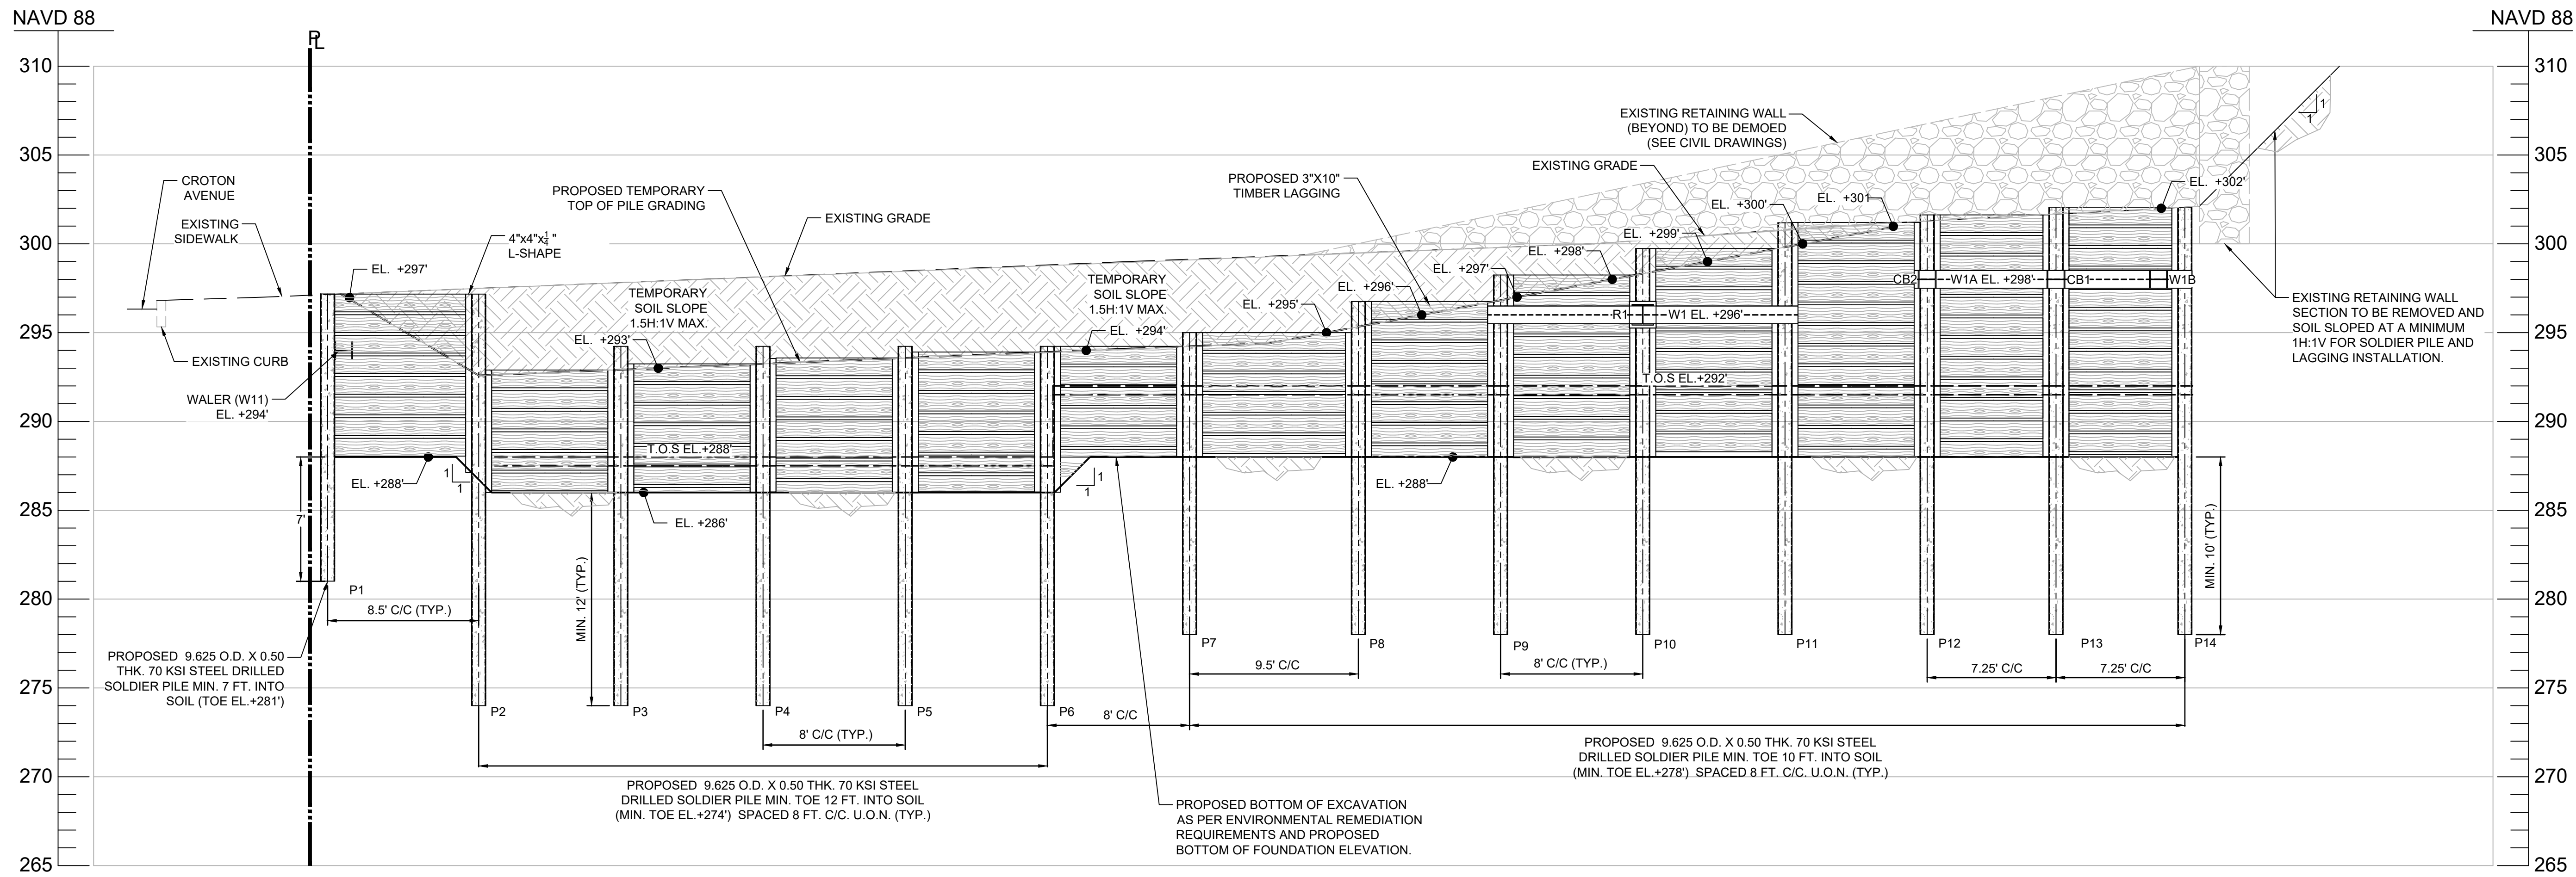 NAVD 88
NAVD 88
PL
310
305
300
295
290
285
280
275
270
265
310
305
300
295
290
285
280
275
270
265
CROTON
AVENUE
EXISTING
SIDEWALK
EXISTING CURB
WALER (W11)
EL. +294'
EL. +297'
4"x4"x1/4"
L-SHAPE
PROPOSED TEMPORARY
TOP OF PILE GRADING
EXISTING GRADE
TEMPORARY
SOIL SLOPE
1.5H:1V MAX.
EL. +293'
TEMPORARY
SOIL SLOPE
1.5H:1V MAX.
EL. +294'
PROPOSED 3"X10"
TIMBER LAGGING
EL. +295'
EL. +296'
EL. +297'
EL. +298'
EL. +299'
EL. +300'
EL. +301
EL. +302'
EXISTING RETAINING WALL
(BEYOND) TO BE DEMOED
(SEE CIVIL DRAWINGS)
EXISTING GRADE
1
1
R1
W1 EL. +296'
CB2
W1A EL. +298'
CB1
W1B
EXISTING RETAINING WALL
SECTION TO BE REMOVED AND
SOIL SLOPED AT A MINIMUM
1H:1V FOR SOLDIER PILE AND
LAGGING INSTALLATION.
T.O.S EL.+292'
T.O.S EL.+288'
EL. +288'
1
1
EL. +286'
1
1
EL. +288'
7'
MIN. 12' (TYP.)
MIN. 10' (TYP.)
P1
8.5' C/C (TYP.)
P2
P3
P4
P5
P6
P7
P8
P9
P10
P11
P12
P13
P14
8' C/C (TYP.)
8' C/C
9.5' C/C
8' C/C (TYP.)
7.25' C/C
7.25' C/C
PROPOSED 9.625 O.D. X 0.50
THK. 70 KSI STEEL DRILLED
SOLDIER PILE MIN. 7 FT. INTO
SOIL (TOE EL.+281')
PROPOSED 9.625 O.D. X 0.50 THK. 70 KSI STEEL
DRILLED SOLDIER PILE MIN. TOE 12 FT. INTO SOIL
(MIN. TOE EL.+274') SPACED 8 FT. C/C. U.O.N. (TYP.)
PROPOSED BOTTOM OF EXCAVATION
AS PER ENVIRONMENTAL REMEDIATION
REQUIREMENTS AND PROPOSED
BOTTOM OF FOUNDATION ELEVATION.
PROPOSED 9.625 O.D. X 0.50 THK. 70 KSI STEEL
DRILLED SOLDIER PILE MIN. TOE 10 FT. INTO SOIL
(MIN. TOE EL.+278') SPACED 8 FT. C/C. U.O.N. (TYP.)